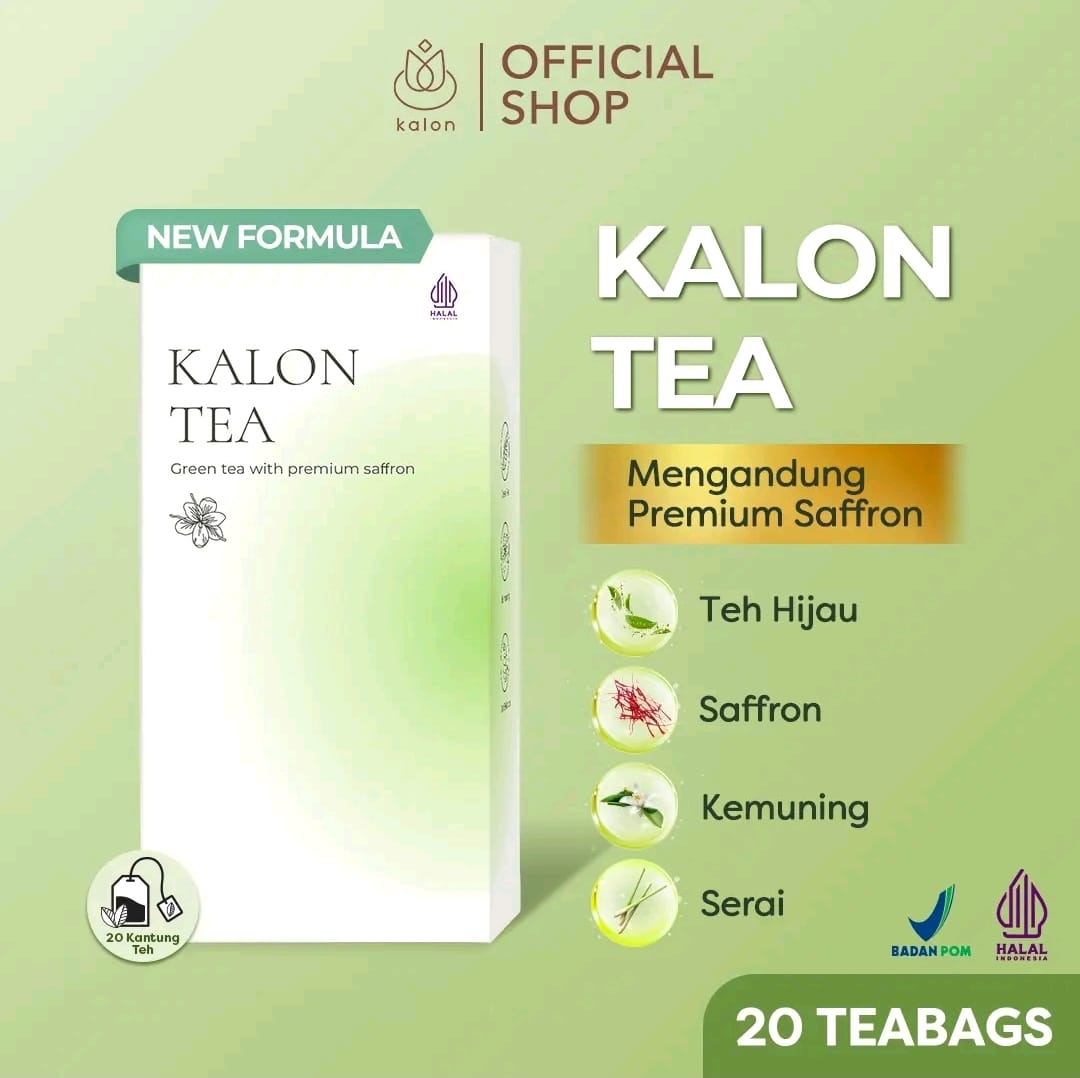 kalon
OFFICIAL
SHOP
NEW FORMULA
HALAL
INDONESIA
KALON
TEA
Green tea with premium saffron
20 Kantung
Teh
KALON
TEA
Mengandung
Premium Saffron
Teh Hijau
Saffron
Kemuning
Serai
BADAN POM
HALAL
INDONESIA
20 TEABAGS